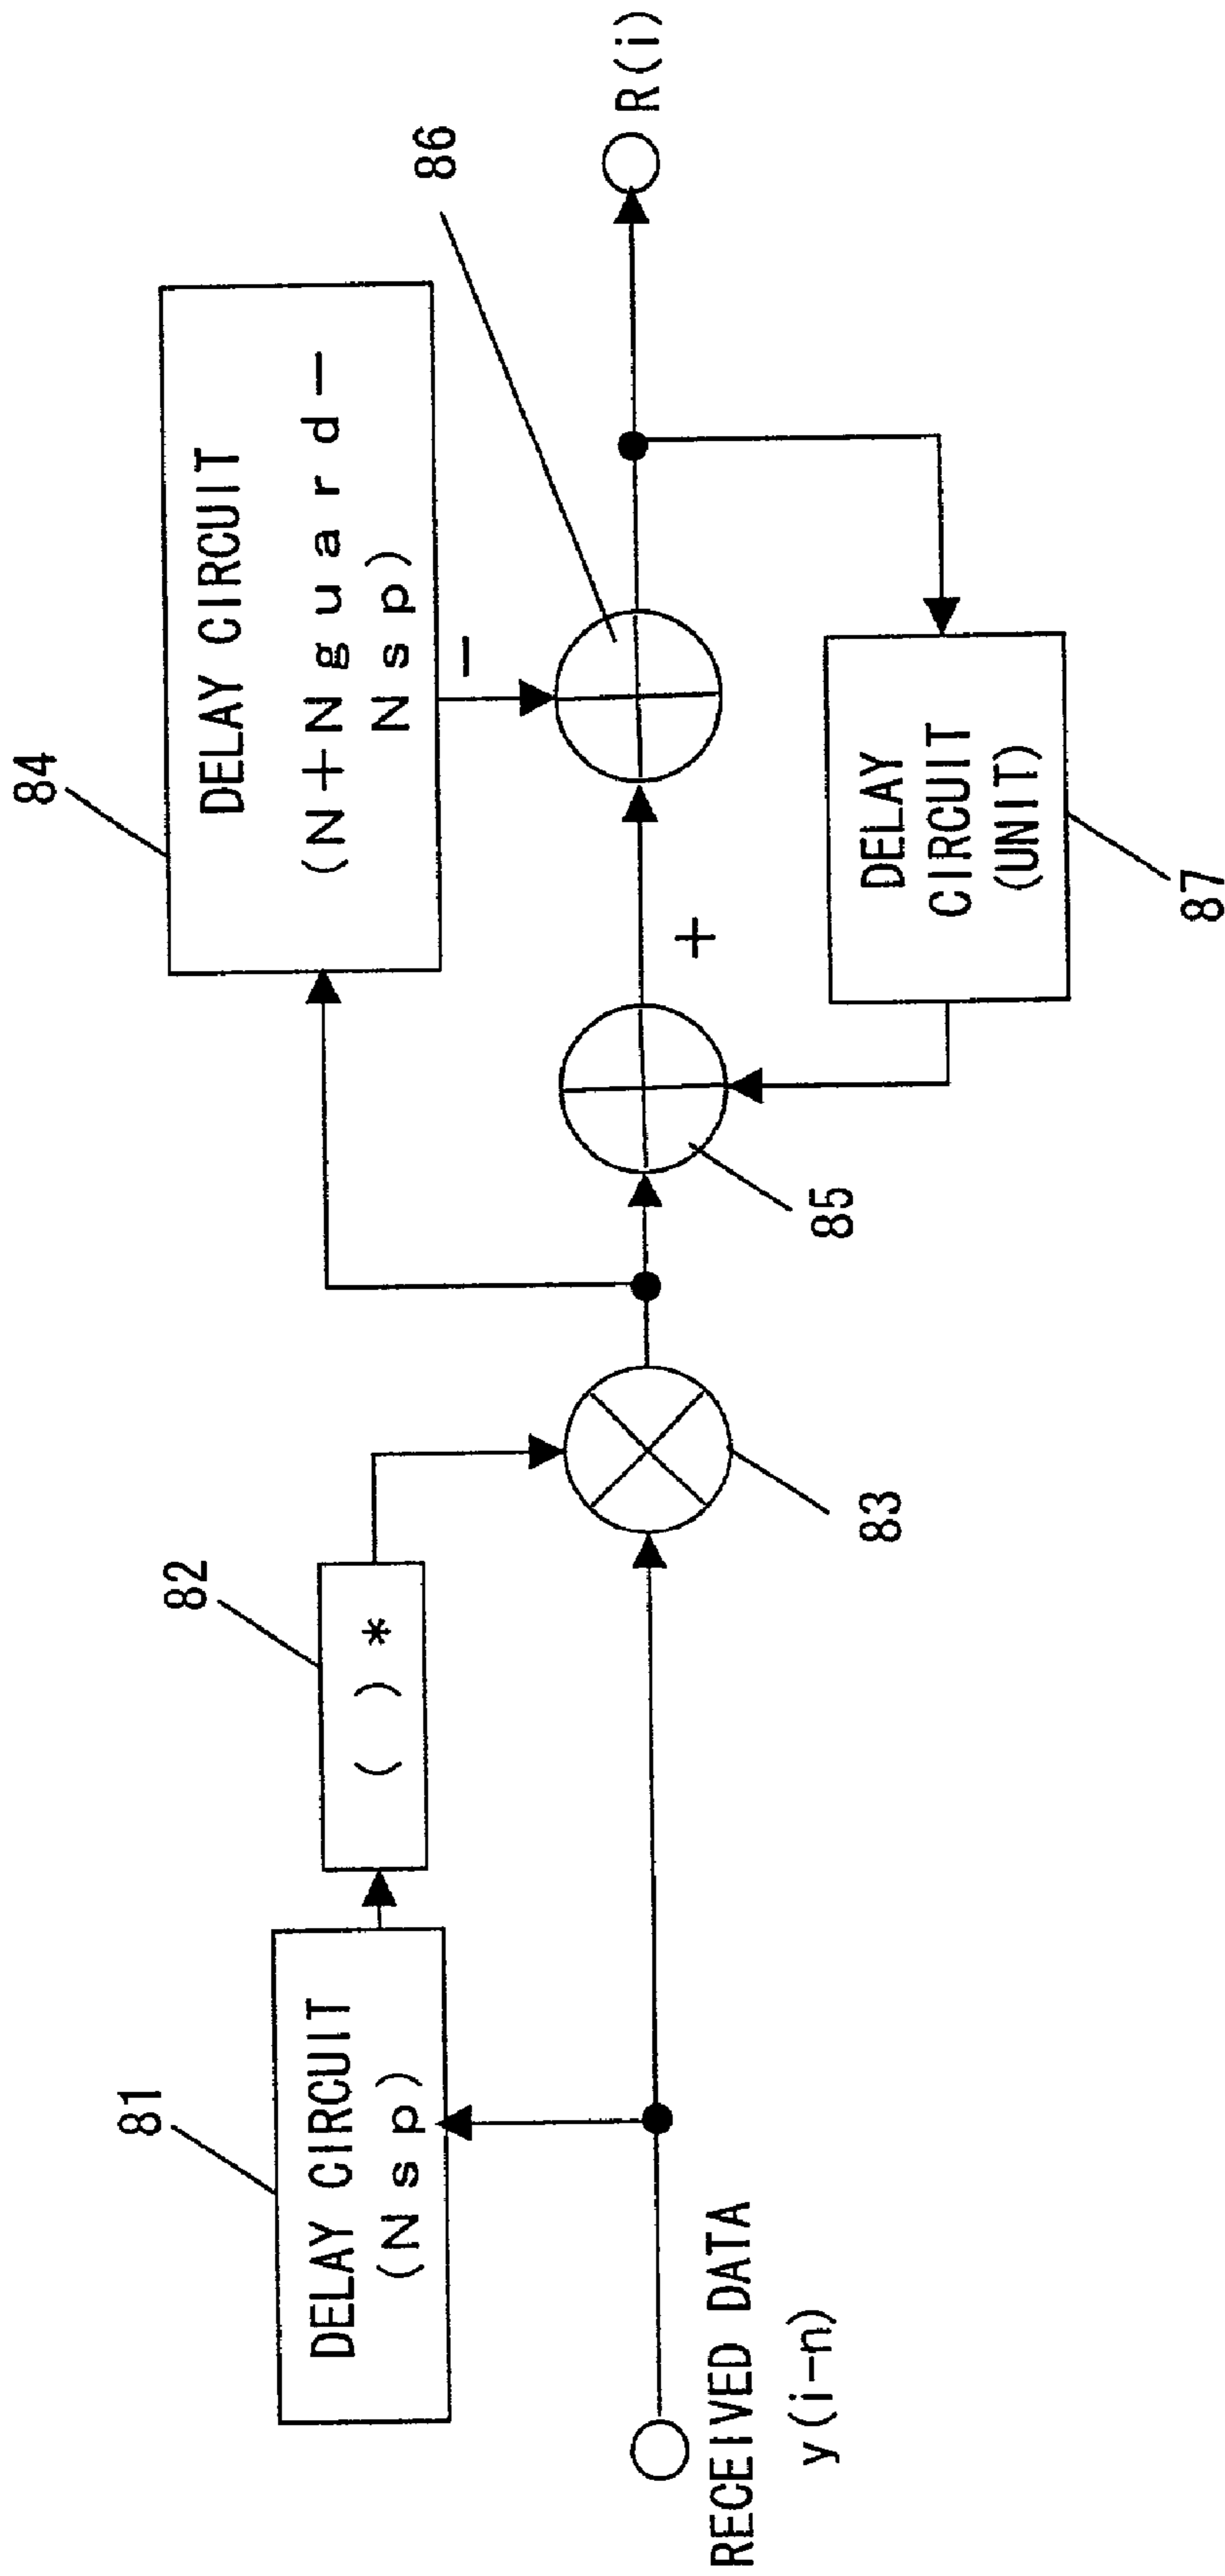 81
DELAY CIRCUIT
(Nsp)
82
( ) *
83
RECEIVED DATA
y(i-n)
84
DELAY CIRCUIT
(N+Nguard-
Nsp)
-
85
+
86
DELAY
CIRCUIT
(UNIT)
87
R(i)